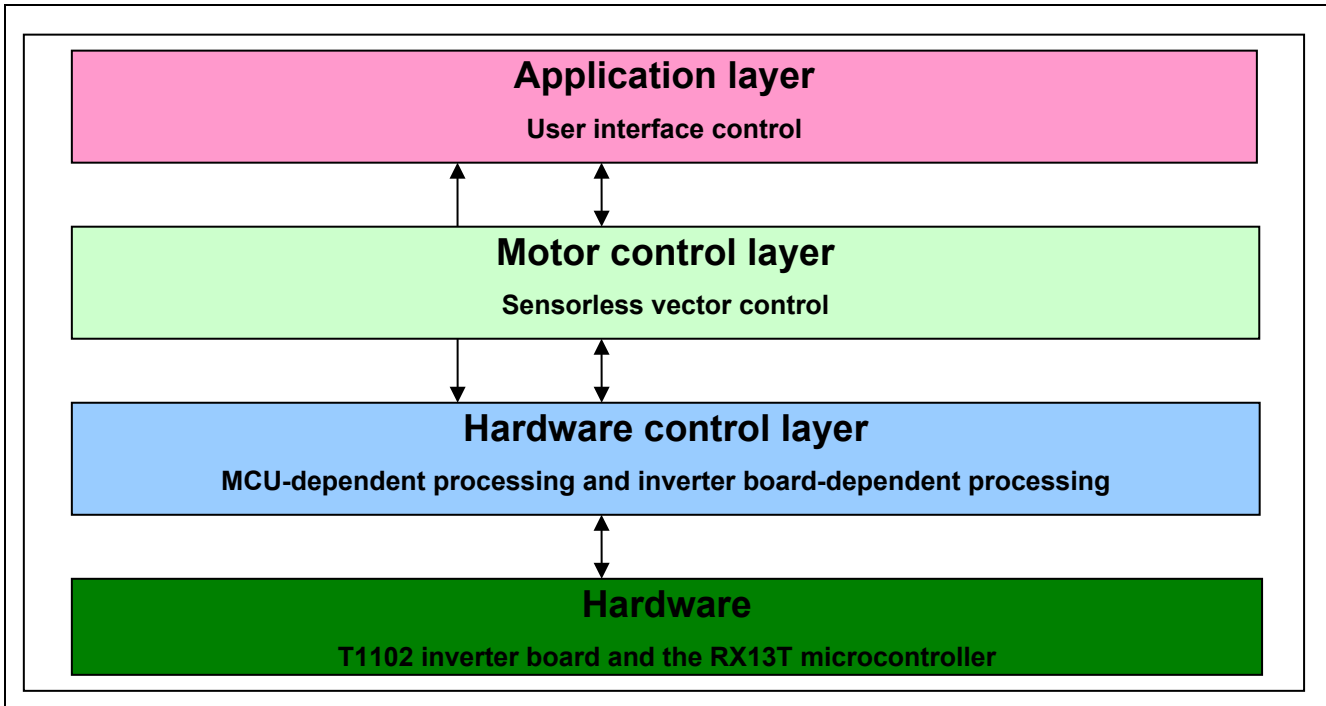 Application layer
User interface control
Motor control layer
Sensorless vector control
Hardware control layer
MCU-dependent processing and inverter board-dependent processing
Hardware
T1102 inverter board and the RX13T microcontroller